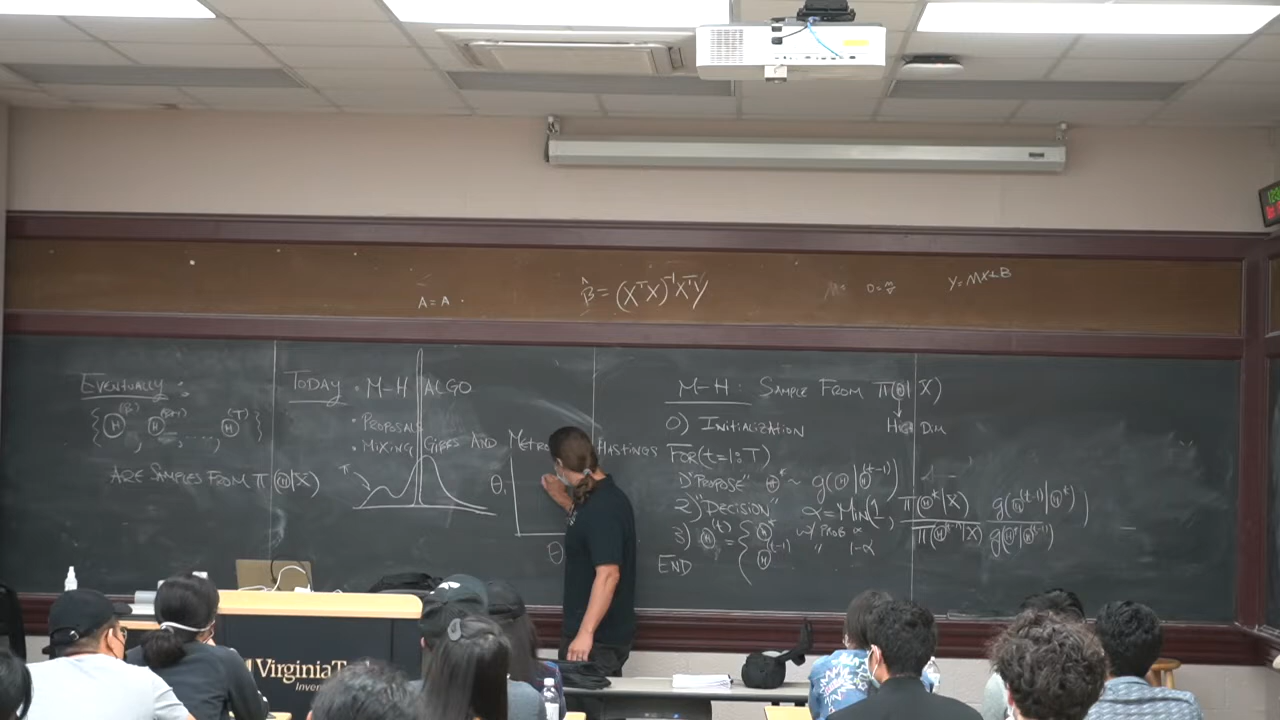 A = A .
β̂ = (XᵀX)⁻¹XᵀY
Y = MX + B
EVENTUALLY :
{Ⓗ⁽ᴮ⁾, Ⓗ⁽ᴮ⁺¹⁾, ..., Ⓗ⁽ᵀ⁾}
ARE SAMPLES FROM π(Ⓗ|X)
TODAY • M-H ALGO
• PROPOSALS
• MIXING GIBBS AND METRO HASTINGS
π
θ₁
θ
M-H : SAMPLE FROM π(Ⓗ|X)
HIGH DIM
0) INITIALIZATION
FOR(t=1:T)
1) "PROPOSE" Ⓗ* ~ g(Ⓗ|Ⓗ⁽ᵗ⁻¹⁾)
2) "DECISION" α = MIN(1, π(Ⓗ*|X) / π(Ⓗ⁽ᵗ⁻¹⁾|X) g(Ⓗ⁽ᵗ⁻¹⁾|Ⓗ*) / g(Ⓗ*|Ⓗ⁽ᵗ⁻¹⁾))
3) Ⓗ⁽ᵗ⁾ = { Ⓗ* w/ PROB α
Ⓗ⁽ᵗ⁻¹⁾ " 1-α
END
Virginia